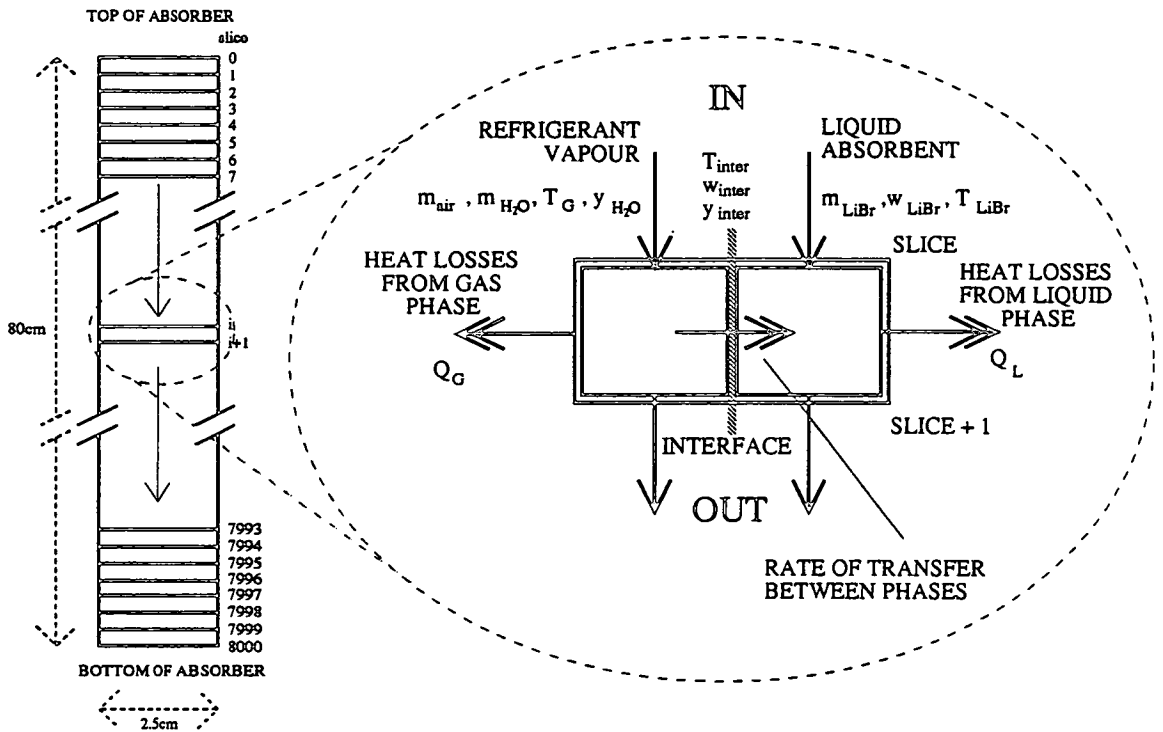 TOP OF ABSORBER
slice
0
1
2
3
4
5
6
7
80cm
i
i+1
7993
7994
7995
7996
7997
7998
7999
8000
BOTTOM OF ABSORBER
2.5cm
IN
REFRIGERANT
VAPOUR
LIQUID
ABSORBENT
T inter
w inter
y inter
m air , m H2O, T G , y H2O
m LiBr , w LiBr , T LiBr
SLICE
HEAT LOSSES
FROM GAS
PHASE
HEAT LOSSES
FROM LIQUID
PHASE
Q G
Q L
SLICE + 1
INTERFACE
OUT
RATE OF TRANSFER
BETWEEN PHASES